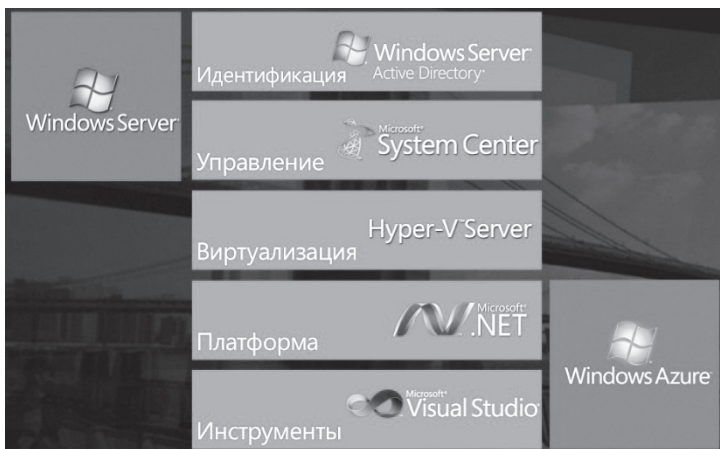 Windows Server
Идентификация
Windows Server
Active Directory
Управление
Microsoft
System Center
Виртуализация
Hyper-V™ Server
Платформа
Microsoft
.NET
Инструменты
Microsoft
Visual Studio
Windows Azure